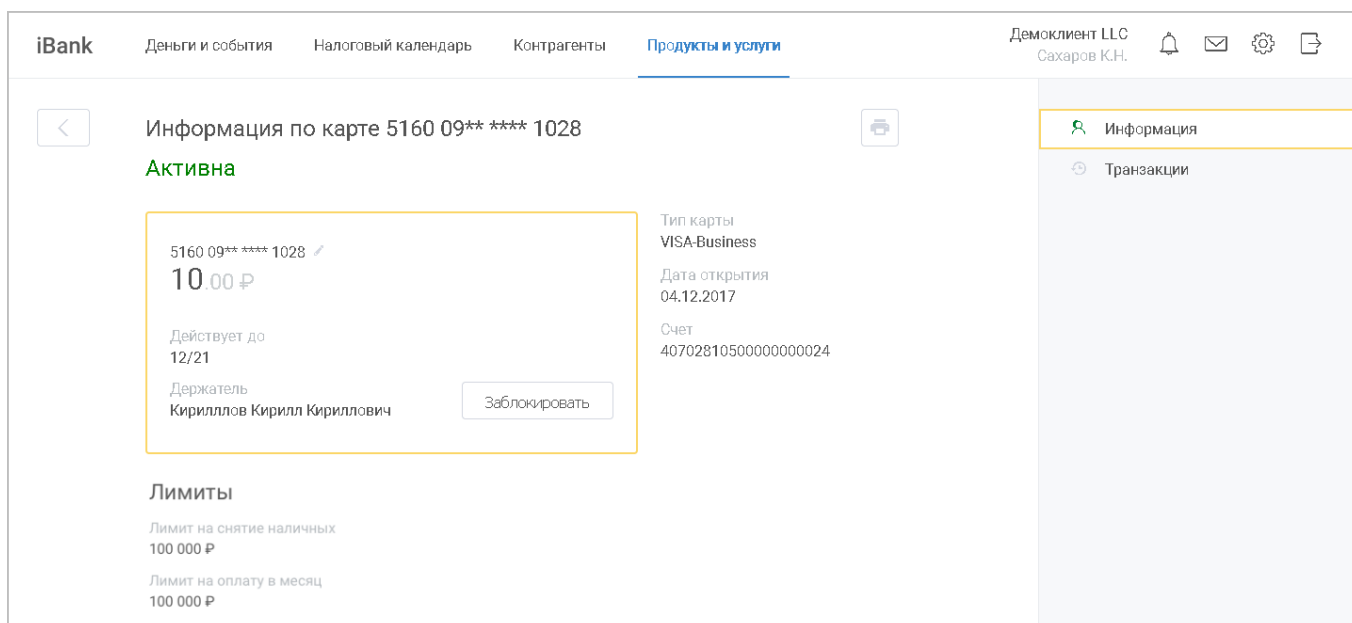 iBank
Деньги и события
Налоговый календарь
Контрагенты
Продукты и услуги
Демоклиент LLC
Сахаров К.Н.
Информация по карте 5160 09** **** 1028
Активна
5160 09** **** 1028
10.00 ₽
Действует до
12/21
Держатель
Кирилллов Кирилл Кириллович
Заблокировать
Тип карты
VISA-Business
Дата открытия
04.12.2017
Счет
40702810500000000024
Лимиты
Лимит на снятие наличных
100 000 ₽
Лимит на оплату в месяц
100 000 ₽
Информация
Транзакции